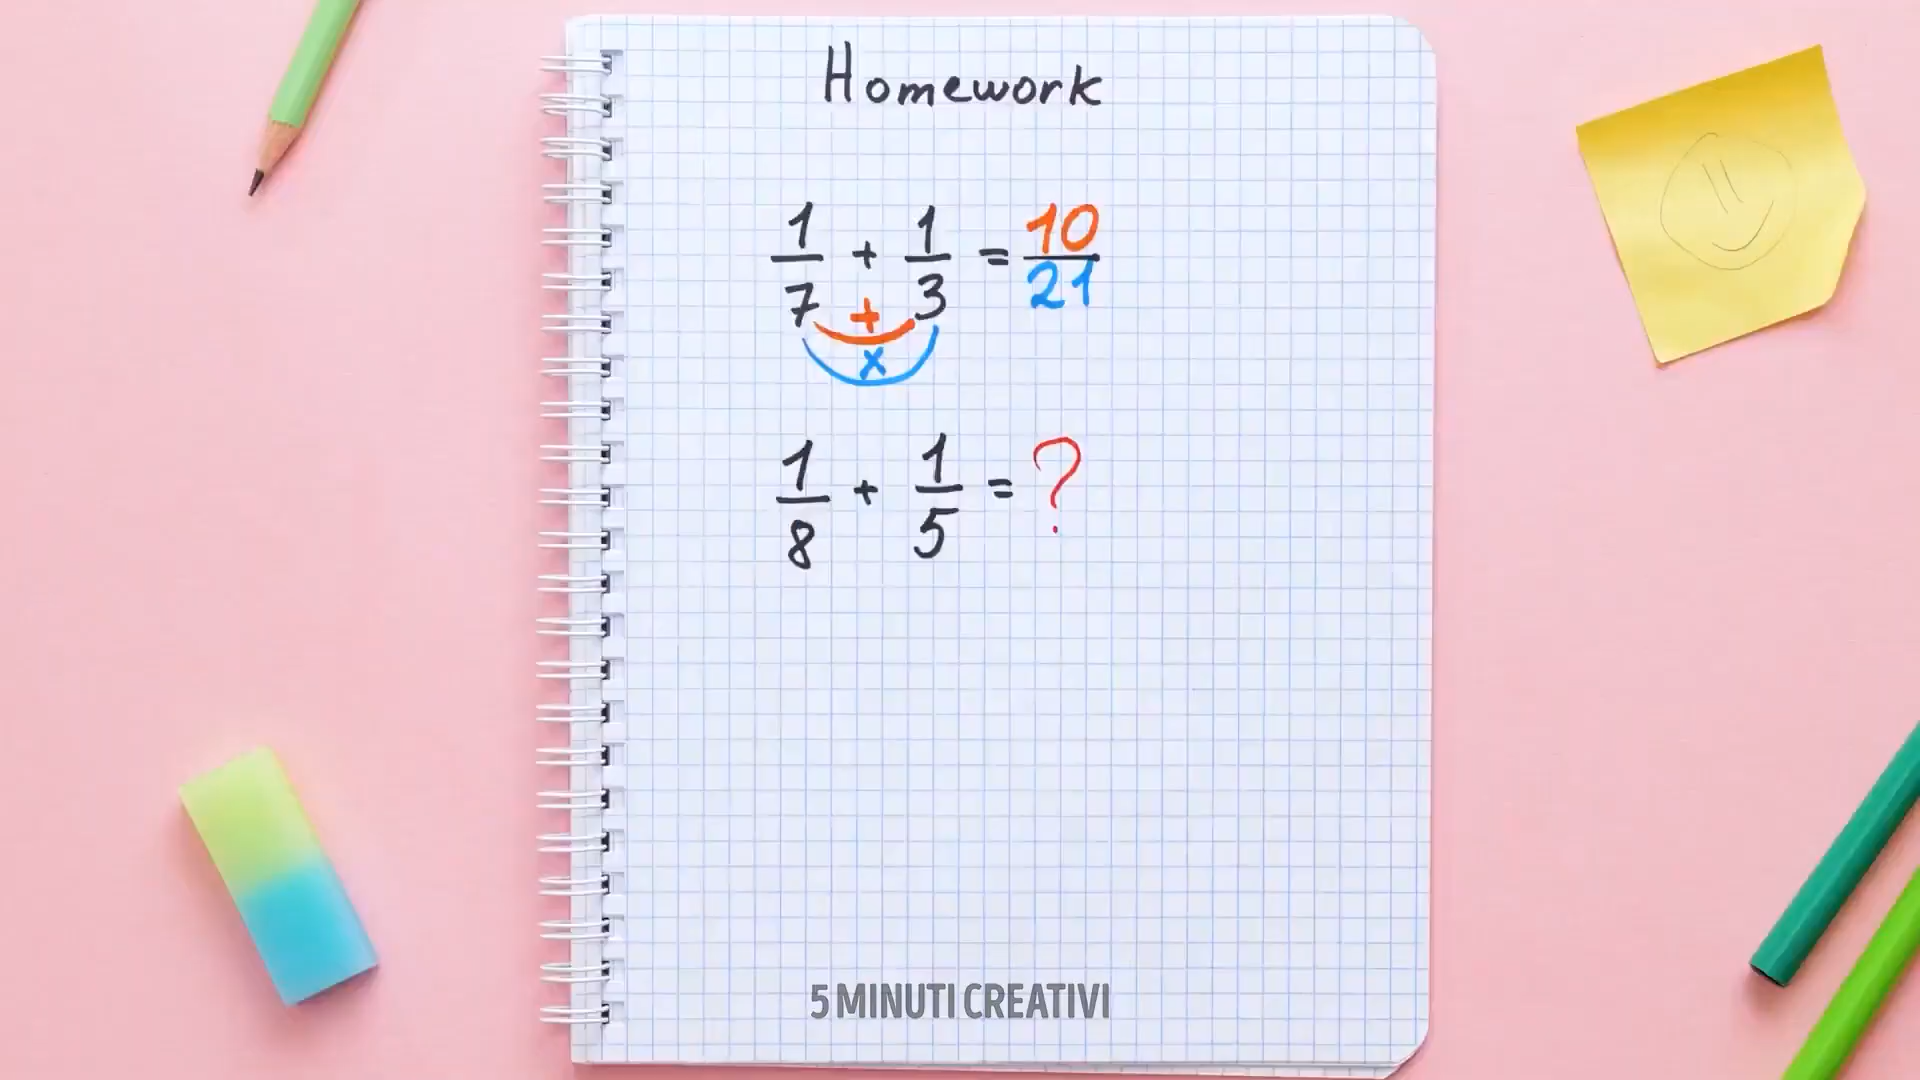 Homework
1/7 + 1/3 = 10/21
+
x
1/8 + 1/5 = ?
5 MINUTI CREATIVI